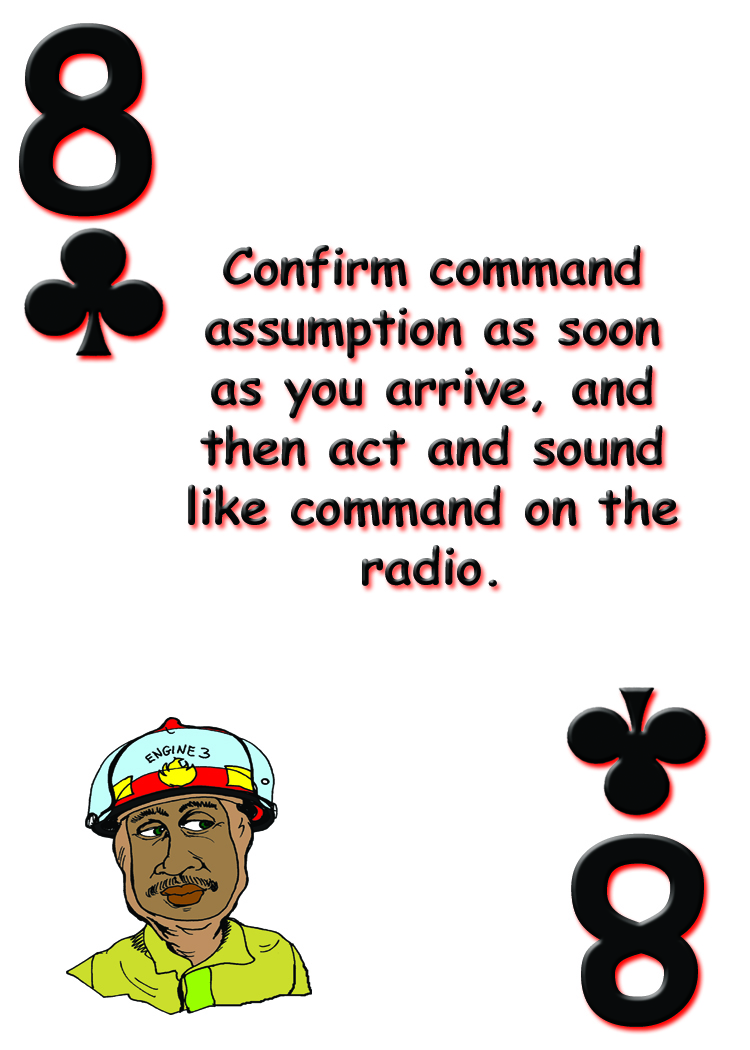 8
Confirm command
assumption as soon
as you arrive, and
then act and sound
like command on the
radio.
ENGINE 3
8